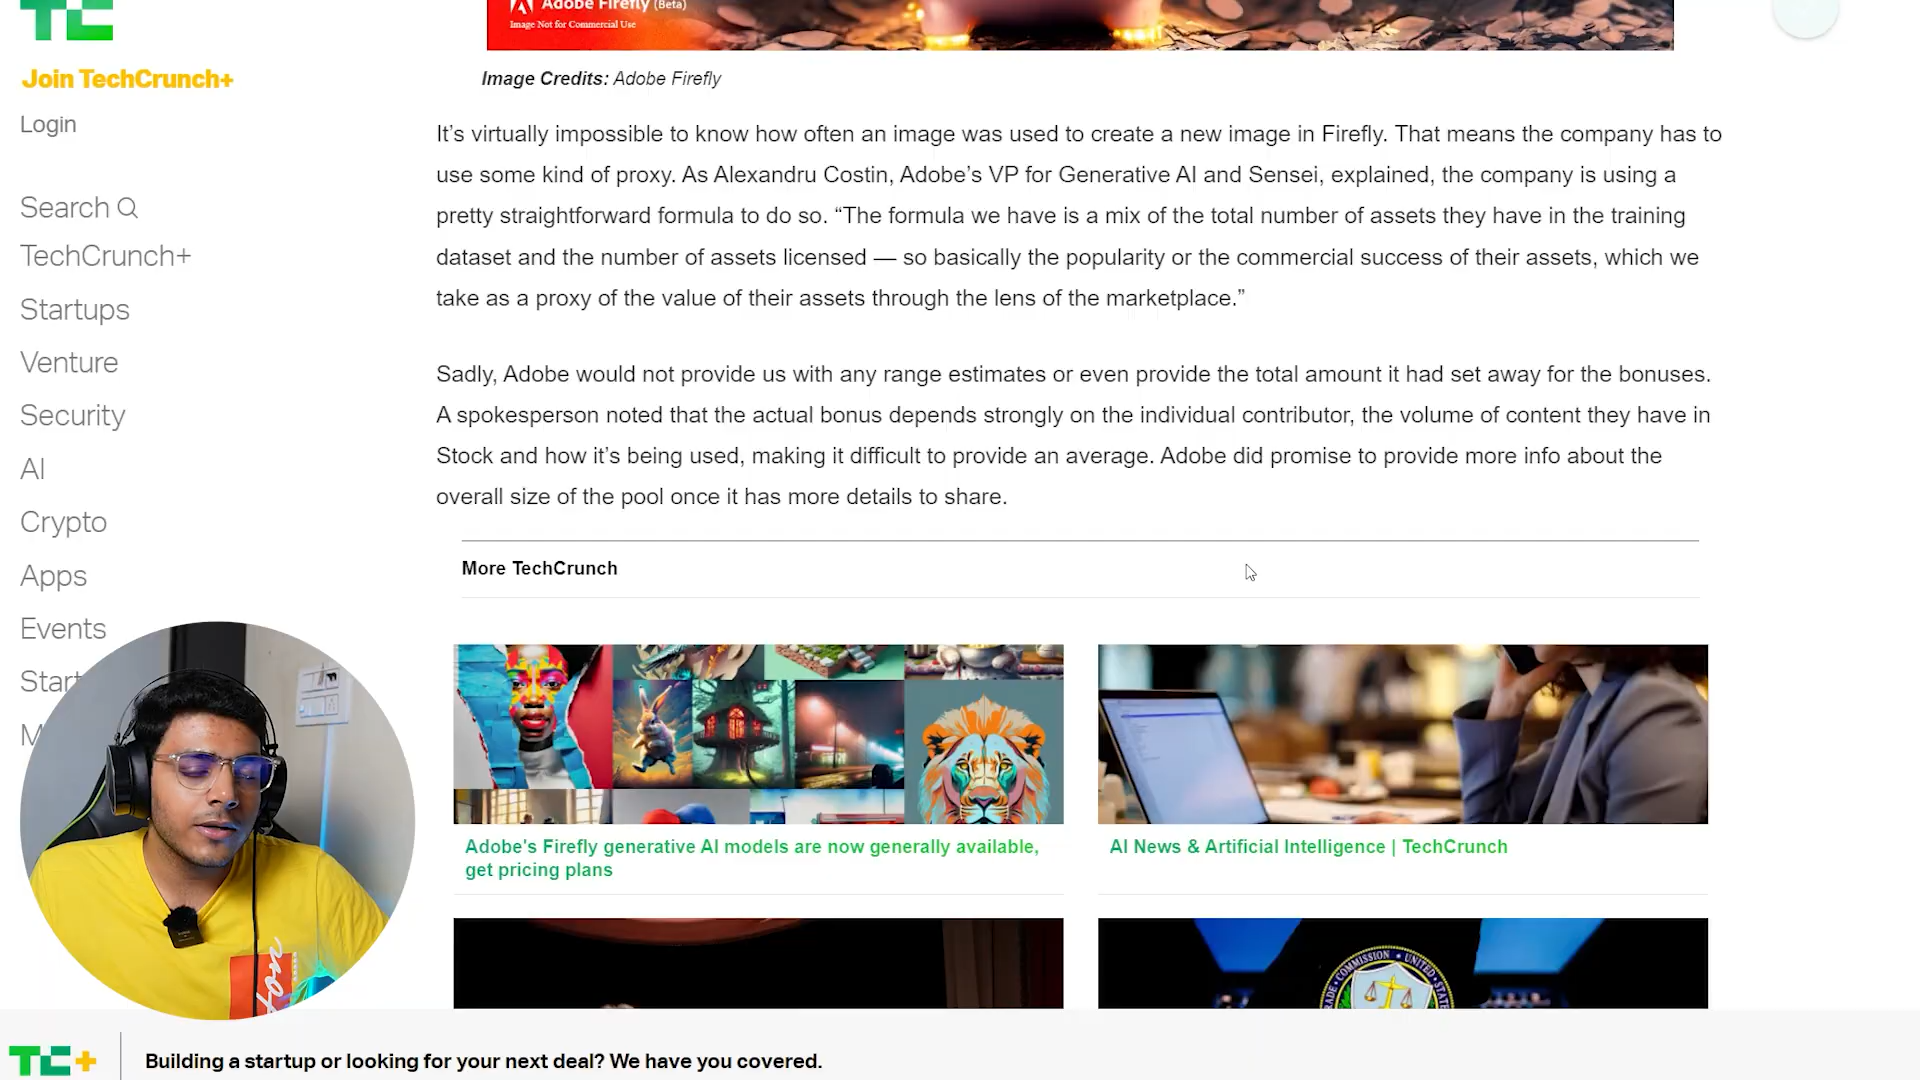 TC
Adobe Firefly (Beta)
Image Not for Commercial Use
Join TechCrunch+
Image Credits: Adobe Firefly
Login
It’s virtually impossible to know how often an image was used to create a new image in Firefly. That means the company has to
use some kind of proxy. As Alexandru Costin, Adobe’s VP for Generative AI and Sensei, explained, the company is using a
pretty straightforward formula to do so. “The formula we have is a mix of the total number of assets they have in the training
dataset and the number of assets licensed — so basically the popularity or the commercial success of their assets, which we
take as a proxy of the value of their assets through the lens of the marketplace.”
Search
TechCrunch+
Startups
Venture
Security
AI
Crypto
Apps
Events
Start
M
Sadly, Adobe would not provide us with any range estimates or even provide the total amount it had set away for the bonuses.
A spokesperson noted that the actual bonus depends strongly on the individual contributor, the volume of content they have in
Stock and how it’s being used, making it difficult to provide an average. Adobe did promise to provide more info about the
overall size of the pool once it has more details to share.
More TechCrunch
Adobe's Firefly generative AI models are now generally available,
get pricing plans
AI News & Artificial Intelligence | TechCrunch
COMMISSION • UNITED
TC+
Building a startup or looking for your next deal? We have you covered.